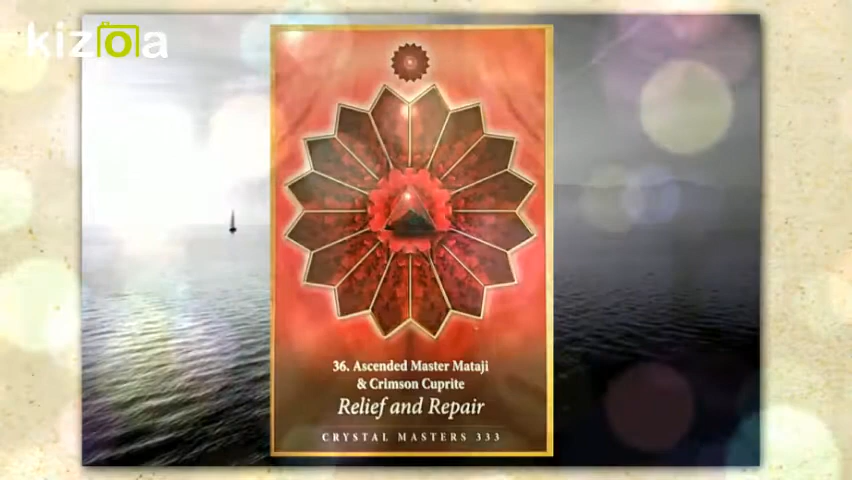 kizoa
36. Ascended Master Mataji
& Crimson Cuprite
Relief and Repair
CRYSTAL MASTERS 333